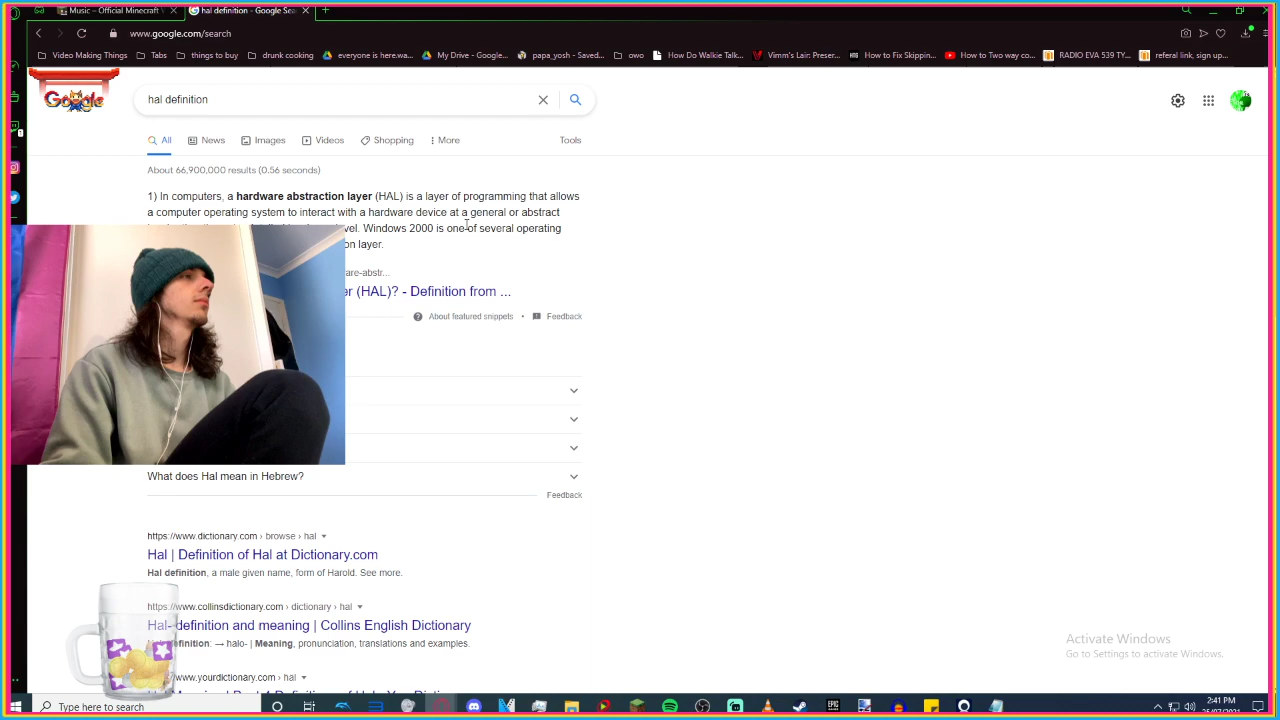 Music – Official Minecraft
hal definition - Google Sea
www.google.com/search
Video Making Things
Tabs
things to buy
drunk cooking
everyone is here.wa...
My Drive - Google...
papa_yosh - Saved...
owo
How Do Walkie Talk...
Vimm's Lair: Preser...
How to Fix Skippin...
How to Two way co...
RADIO EVA 539 TY...
referal link, sign up...
Google
hal definition
All
News
Images
Videos
Shopping
More
Tools
About 66,900,000 results (0.56 seconds)
1) In computers, a hardware abstraction layer (HAL) is a layer of programming that allows
a computer operating system to interact with a hardware device at a general or abstract
Windows 2000 is one of several operating
on layer.
are-abstr...
(HAL)? - Definition from ...
About featured snippets
Feedback
What does Hal mean in Hebrew?
Feedback
https://www.dictionary.com › browse › hal
Hal | Definition of Hal at Dictionary.com
Hal definition, a male given name, form of Harold. See more.
https://www.collinsdictionary.com › dictionary › hal
Hal- definition and meaning | Collins English Dictionary
definition: → halo- | Meaning, pronunciation, translations and examples.
www.yourdictionary.com › hal
Activate Windows
Go to Settings to activate Windows.
Type here to search
2:41 PM
25/07/2021